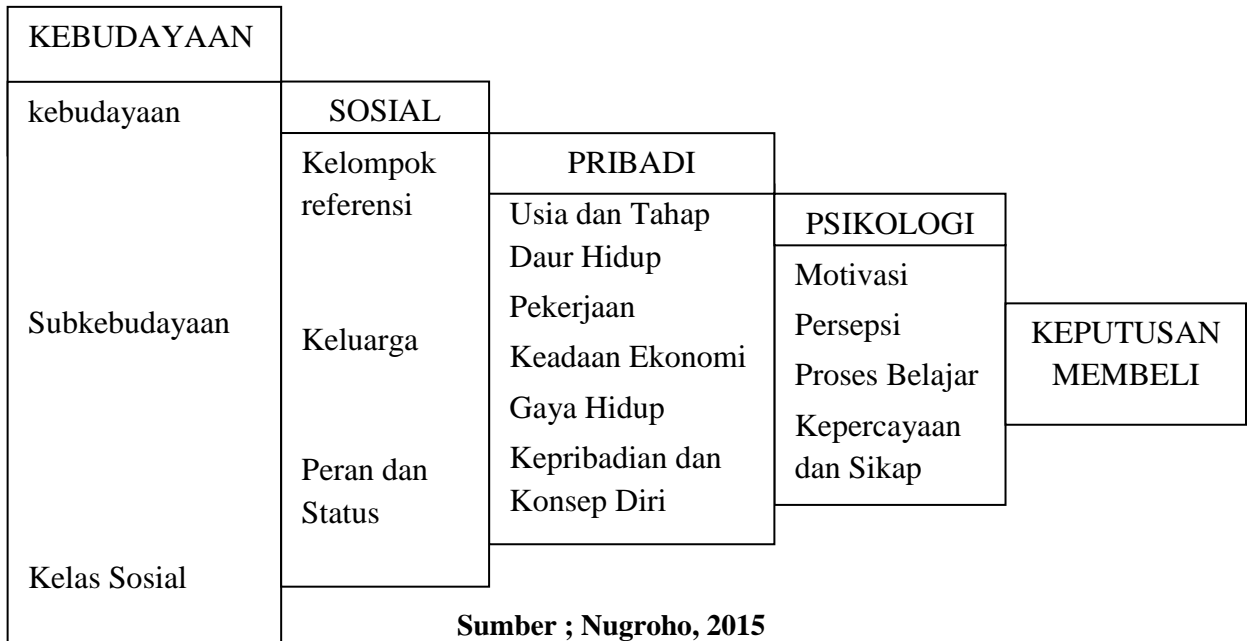 KEBUDAYAAN
kebudayaan
Subkebudayaan
Kelas Sosial
SOSIAL
Kelompok
referensi
Keluarga
Peran dan
Status
PRIBADI
Usia dan Tahap
Daur Hidup
Pekerjaan
Keadaan Ekonomi
Gaya Hidup
Kepribadian dan
Konsep Diri
PSIKOLOGI
Motivasi
Persepsi
Proses Belajar
Kepercayaan
dan Sikap
KEPUTUSAN
MEMBELI
Sumber ; Nugroho, 2015